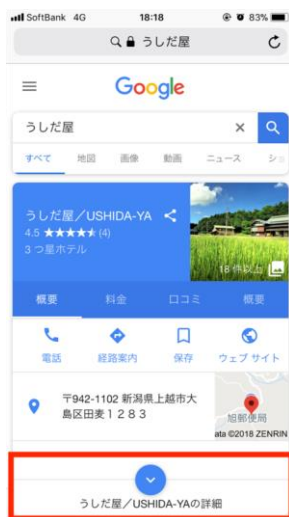 SoftBank 4G 18:18 83%
うしだ屋
Google
うしだ屋
すべて 地図 画像 動画 ニュース ショ
うしだ屋／USHIDA-YA
4.5 ★★★★★ (4)
3 つ星ホテル
18 件以上
概要 料金 口コミ 概要
電話 経路案内 保存 ウェブ サイト
〒942-1102 新潟県上越市大
島区田麦１２８３
旭郵便局
ata ©2018 ZENRIN
うしだ屋／USHIDA-YAの詳細